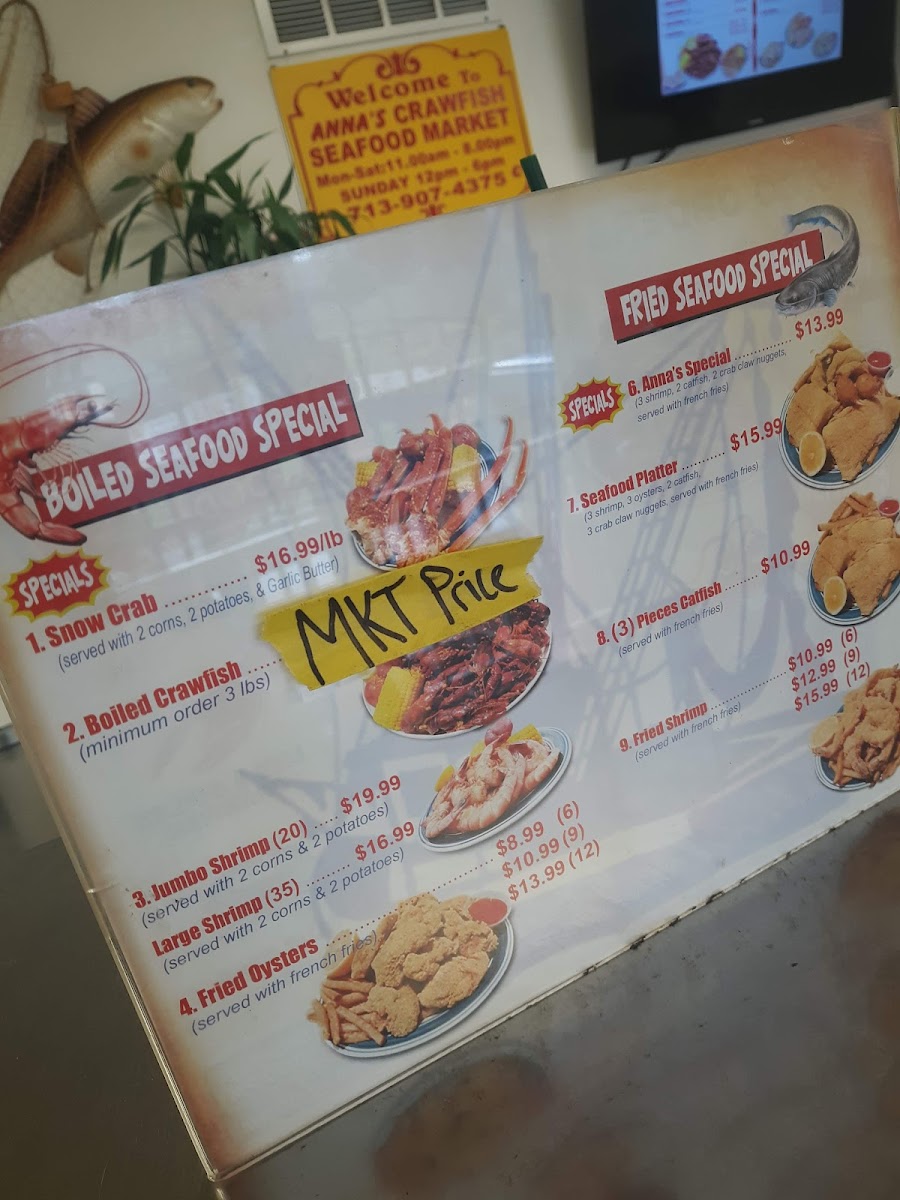 Welcome To
ANNA'S CRAWFISH
SEAFOOD MARKET
Mon-Sat:11.00am - 8.00pm
SUNDAY 12pm - 6pm
713-907-4375
BOILED SEAFOOD SPECIAL
SPECIALS
1. Snow Crab .............. $16.99/lb
(served with 2 corns, 2 potatoes, & Garlic Butter)
MKT Price
2. Boiled Crawfish ......
(minimum order 3 lbs)
3. Jumbo Shrimp (20) ..... $19.99
(served with 2 corns & 2 potatoes)
Large Shrimp (35) .......... $16.99
(served with 2 corns & 2 potatoes)
4. Fried Oysters .............................. $8.99 (6)
$10.99 (9)
$13.99 (12)
(served with french fries)
FRIED SEAFOOD SPECIAL
SPECIALS
6. Anna's Special .............. $13.99
(3 shrimp, 2 catfish, 2 crab claw nuggets,
served with french fries)
7. Seafood Platter ........... $15.99
(3 shrimp, 3 oysters, 2 catfish,
3 crab claw nuggets, served with french fries)
8. (3) Pieces Catfish ........ $10.99
(served with french fries)
9. Fried Shrimp .................. $10.99 (6)
$12.99 (9)
$15.99 (12)
(served with french fries)